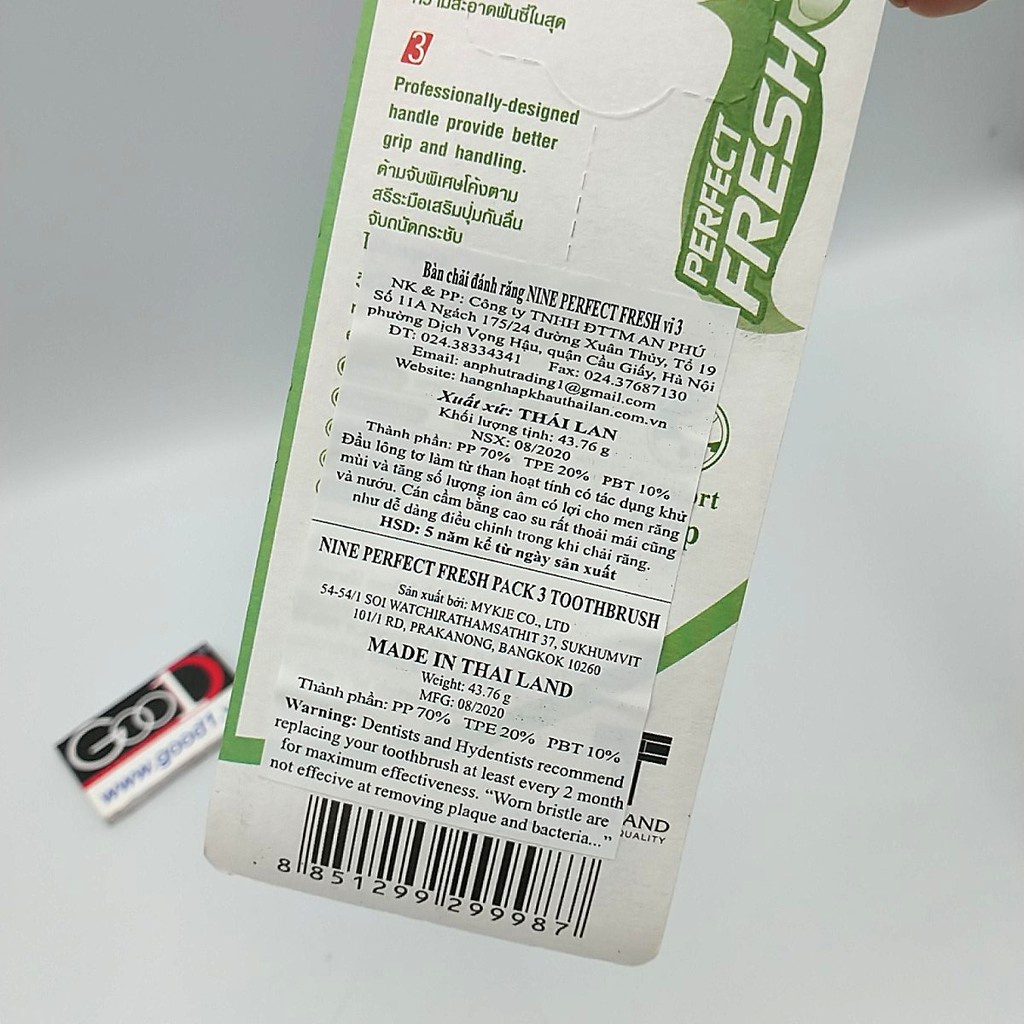 ความสะอาดฟันซี่ในสุด
3
Professionally-designed
handle provide better
grip and handling.
ด้ามจับพิเศษโค้งตาม
สรีระมือเสริมปุ่มกันลื่น
จับถนัดกระชับ
PERFECT
FRESH
Bàn chải đánh răng NINE PERFECT FRESH vỉ 3
NK & PP: Công ty TNHH ĐTTM AN PHÚ
Số 11A Ngách 175/24 đường Xuân Thủy, Tổ 19
phường Dịch Vọng Hậu, quận Cầu Giấy, Hà Nội
DT: 024.38334341 Fax: 024.37687130
Email: anphutrading1@gmail.com
Website: hangnhapkhauthailan.com.vn
Xuất xứ: THÁI LAN
Khối lượng tịnh: 43.76 g
NSX: 08/2020
Thành phần: PP 70% TPE 20% PBT 10%
Đầu lông tơ làm từ than hoạt tính có tác dụng khử
mùi và tăng số lượng ion âm có lợi cho men răng
và nướu. Cán cầm bằng cao su rất thoải mái cũng
như dễ dàng điều chỉnh trong khi chải răng.
HSD: 5 năm kể từ ngày sản xuất
NINE PERFECT FRESH PACK 3 TOOTHBRUSH
Sản xuất bởi: MYKIE CO., LTD
54-54/1 SOI WATCHIRATHAMSATHIT 37, SUKHUMVIT
101/1 RD, PRAKANONG, BANGKOK 10260
MADE IN THAI LAND
Weight: 43.76 g
MFG: 08/2020
Thành phần: PP 70% TPE 20% PBT 10%
Warning: Dentists and Hydentists recommend
replacing your toothbrush at least every 2 month
for maximum effectiveness. “Worn bristle are
not effecive at removing plaque and bacteria...”
rt
p
AND
QUALITY
8 851299 299987
GooD
www.good1